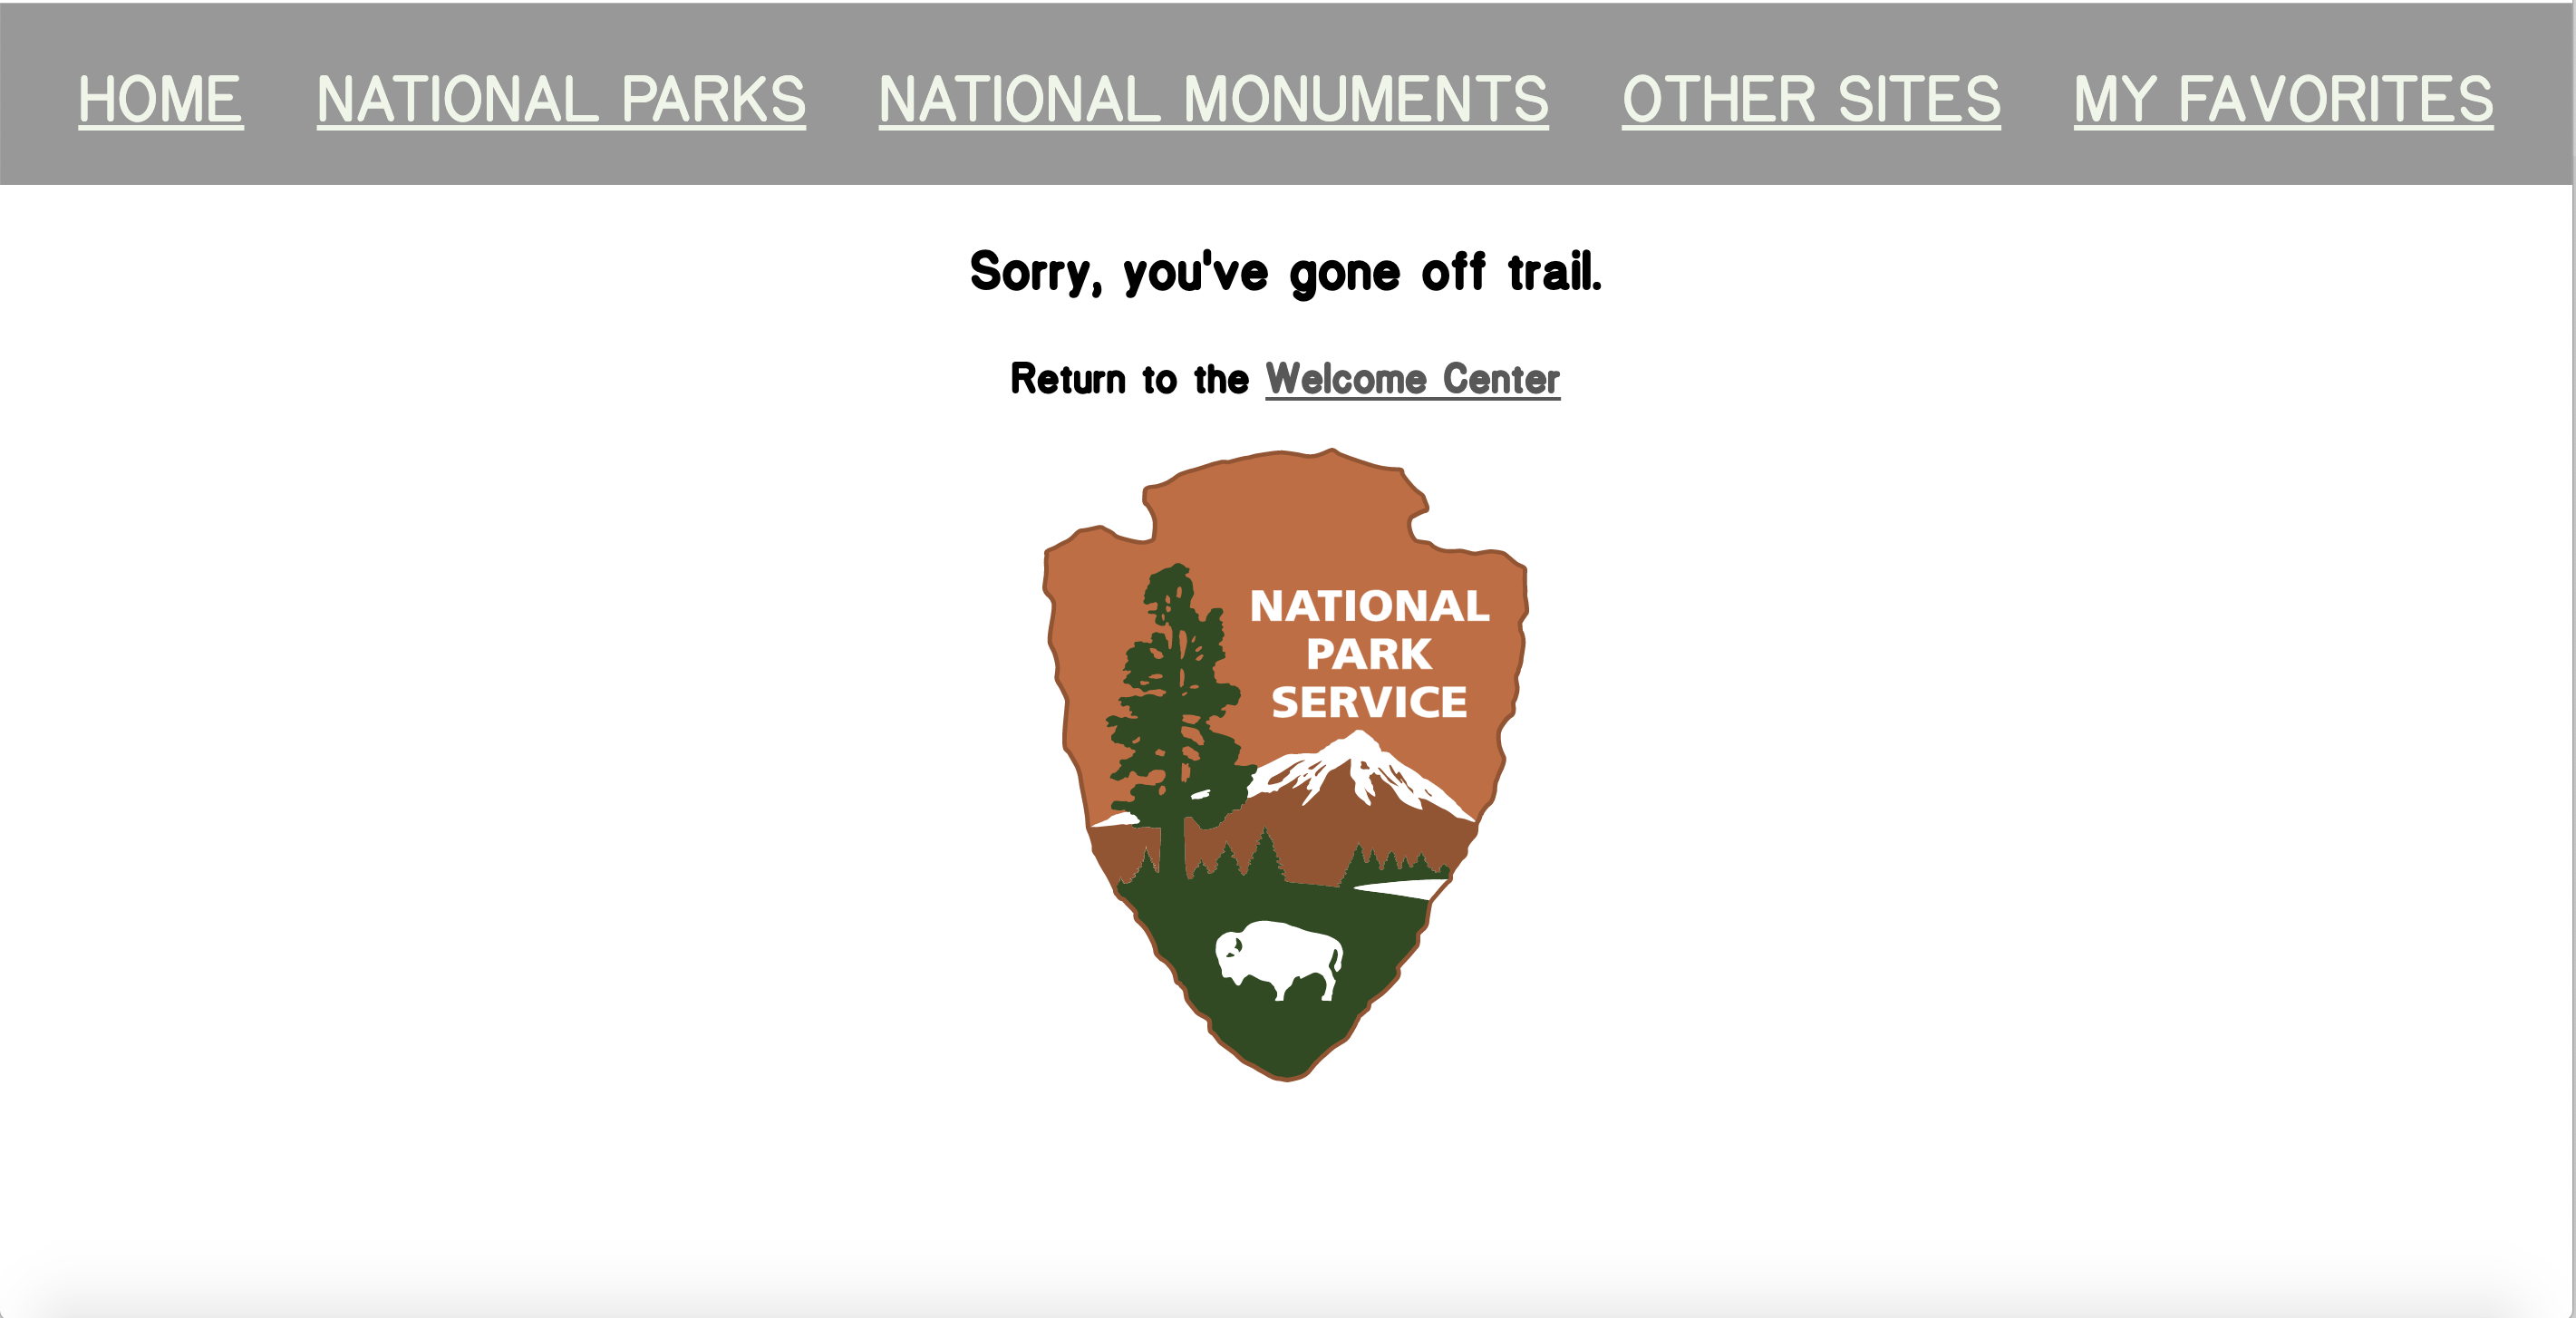 HOME NATIONAL PARKS NATIONAL MONUMENTS OTHER SITES MY FAVORITES
Sorry, you've gone off trail.
Return to the Welcome Center
NATIONAL
PARK
SERVICE